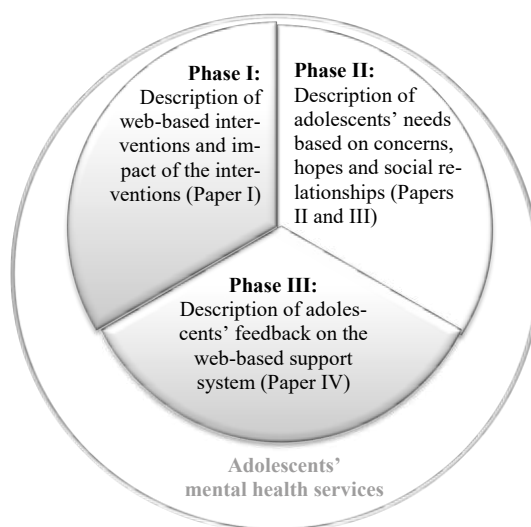 Phase I:
Description of
web-based inter-
ventions and im-
pact of the inter-
ventions (Paper I)
Phase II:
Description of
adolescents' needs
based on concerns,
hopes and social re-
lationships (Papers
II and III)
Phase III:
Description of adoles-
cents' feedback on the
web-based support
system (Paper IV)
Adolescents'
mental health services